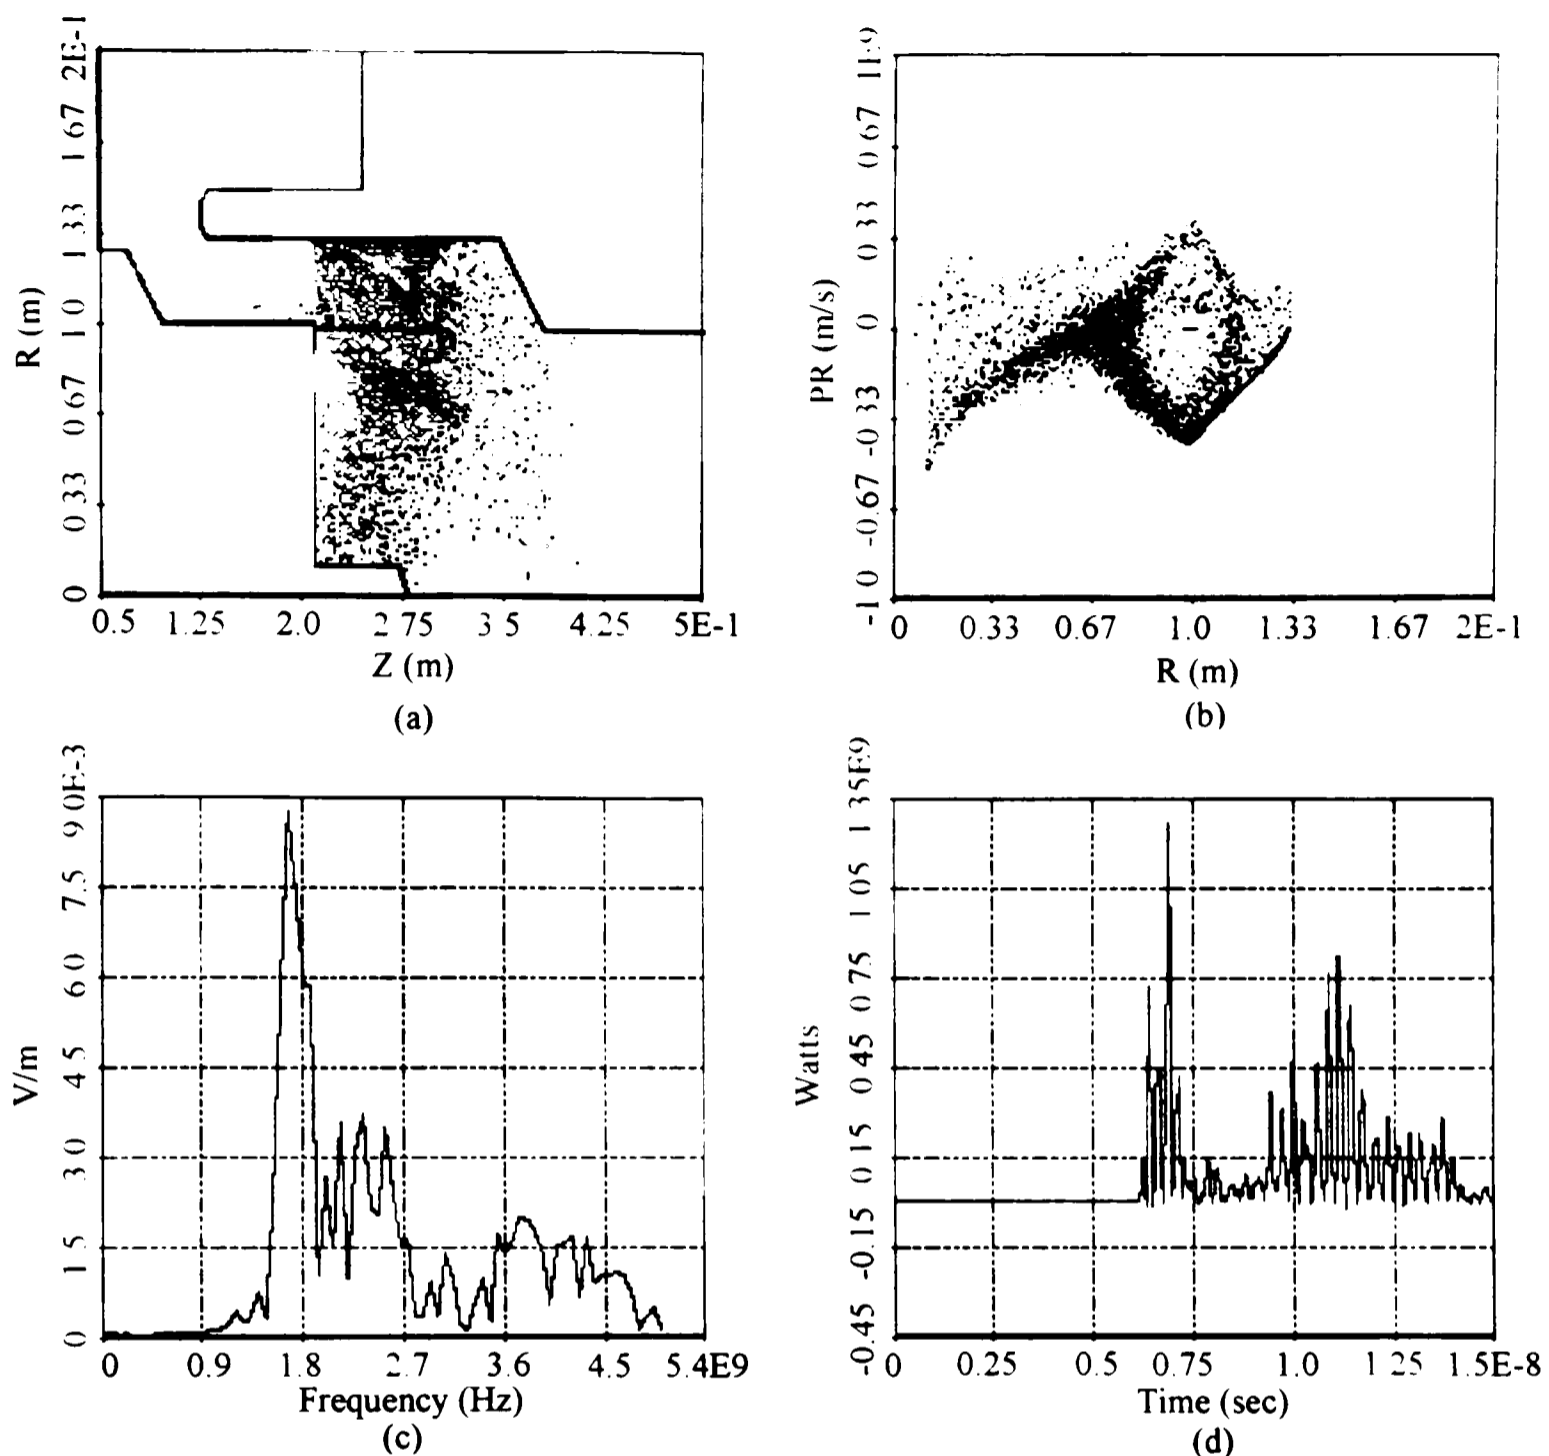 R (m)
2E-1
1 67
1 33
1 0
0 67
0 33
0
0.5 1.25 2.0 2 75 3 5 4.25 5E-1
Z (m)
(a)
PR (m/s)
1E9
0 67
0 33
0
-0.33
-0.67
-1 0
0 0.33 0.67 1.0 1.33 1.67 2E-1
R (m)
(b)
V/m
9 0E-3
7.5
6 0
4 5
3 0
1 5
0
0 0.9 1.8 2.7 3.6 4.5 5.4E9
Frequency (Hz)
(c)
Watts
1 35E9
1 05
0 75
0 45
0 15
-0.15
-0.45
0 0.25 0.5 0.75 1.0 1.25 1.5E-8
Time (sec)
(d)